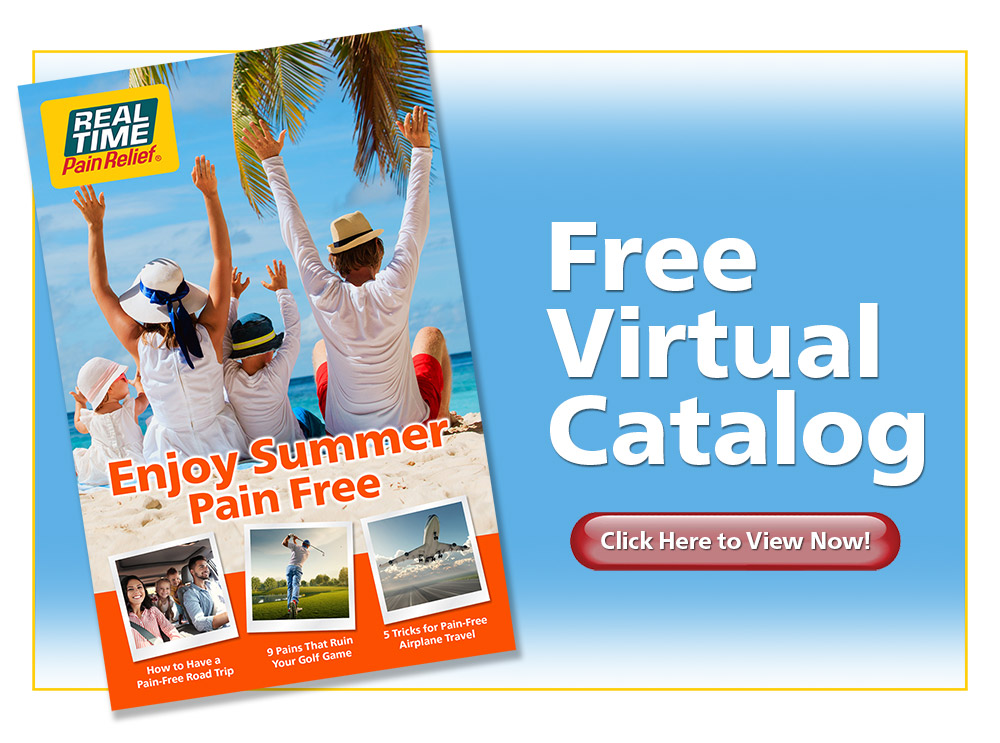 REAL
TIME
Pain Relief®
Enjoy Summer
Pain Free
How to Have a
Pain-Free Road Trip
9 Pains That Ruin
Your Golf Game
5 Tricks for Pain-Free
Airplane Travel
Free
Virtual
Catalog
Click Here to View Now!